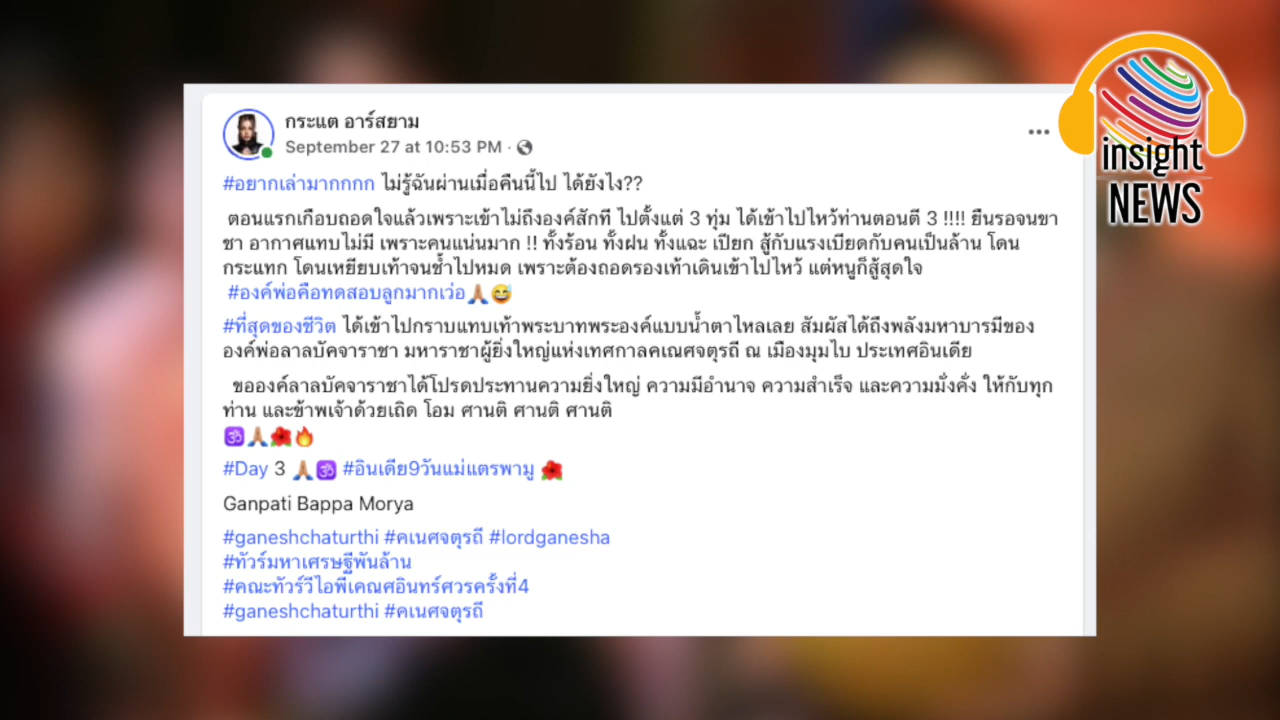 insight
NEWS
กระแต อาร์สยาม
September 27 at 10:53 PM ·
#อยากเล่ามากกกก ไม่รู้ฉันผ่านเมื่อคืนนี้ไป ได้ยังไง??
ตอนแรกเกือบถอดใจแล้วเพราะเข้าไม่ถึงองค์สักที ไปตั้งแต่ 3 ทุ่ม ได้เข้าไปไหว้ท่านตอนตี 3 !!!! ยืนรอจนขา
ชา อากาศแทบไม่มี เพราะคนแน่นมาก !! ทั้งร้อน ทั้งฝน ทั้งแฉะ เปียก สู้กับแรงเบียดกับคนเป็นล้าน โดน
กระแทก โดนเหยียบเท้าจนช้ำไปหมด เพราะต้องถอดรองเท้าเดินเข้าไปไหว้ แต่หนูก็สู้สุดใจ
#องค์พ่อคือทดสอบลูกมากเว่อ🙏🏽😅
#ที่สุดของชีวิต ได้เข้าไปกราบแทบเท้าพระบาทพระองค์แบบน้ำตาไหลเลย สัมผัสได้ถึงพลังมหาบารมีของ
องค์พ่อลาลบัคจาราชา มหาราชาผู้ยิ่งใหญ่แห่งเทศกาลคเณศจตุรถี ณ เมืองมุมไบ ประเทศอินเดีย
ขอองค์ลาลบัคจาราชาได้โปรดประทานความยิ่งใหญ่ ความมีอำนาจ ความสำเร็จ และความมั่งคั่ง ให้กับทุก
ท่าน และข้าพเจ้าด้วยเถิด โอม ศานติ ศานติ ศานติ
🕉️🙏🏽🌺🔥
#Day 3 🙏🏽🕉️ #อินเดีย9วันแม่แตรพามู 🌺
Ganpati Bappa Morya
#ganeshchaturthi #คเนศจตุรถี #lordganesha
#ทัวร์มหาเศรษฐีพันล้าน
#คณะทัวร์วีไอพีเคณศอินทร์ศวรครั้งที่4
#ganeshchaturthi #คเนศจตุรถี